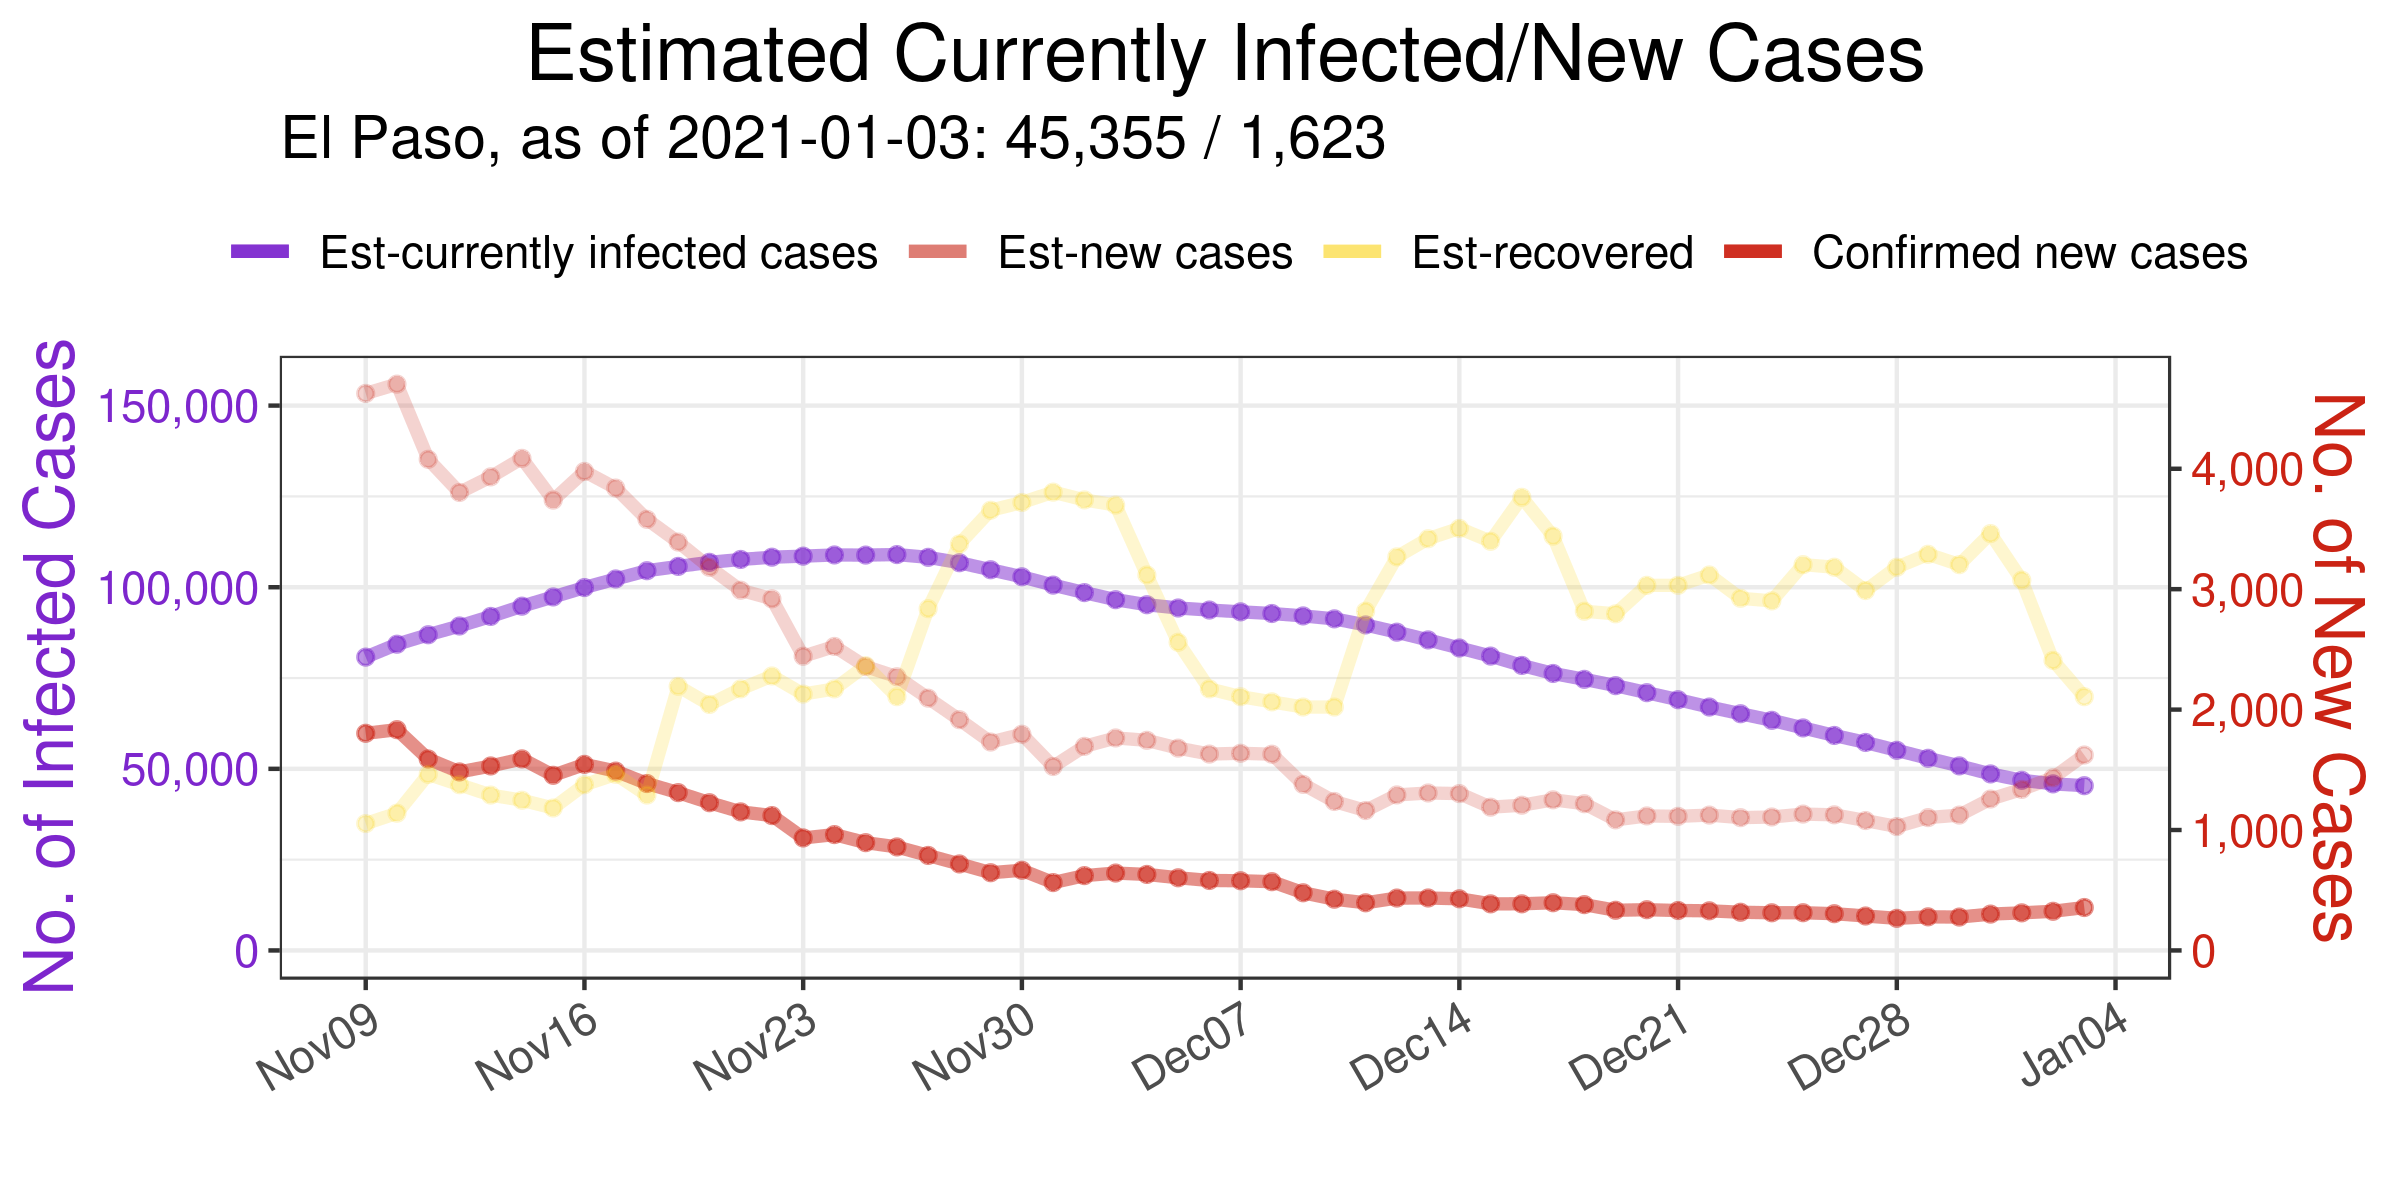 Estimated Currently Infected/New Cases
El Paso, as of 2021-01-03: 45,355 / 1,623
Est-currently infected cases Est-new cases Est-recovered Confirmed new cases
No. of Infected Cases
150,000
100,000
50,000
0
4,000
3,000
2,000
1,000
0
No. of New Cases
Nov09 Nov16 Nov23 Nov30 Dec07 Dec14 Dec21 Dec28 Jan04